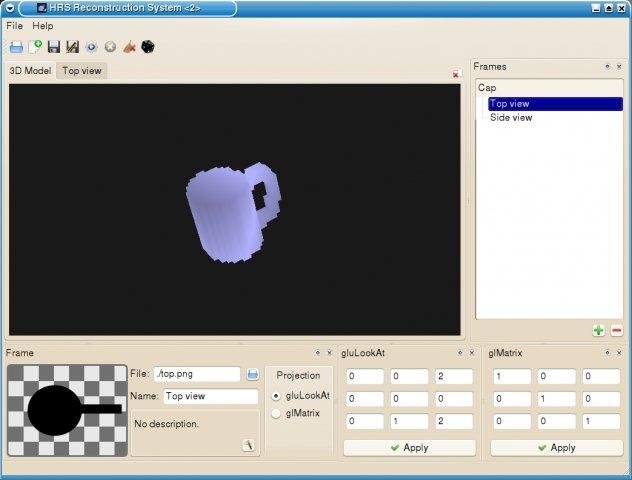 HRS Reconstruction System <2>
File Help
3D Model Top view
Frames
Cap
Top view
Side view
Frame
File: ./top.png
Name: Top view
No description.
Projection
gluLookAt
glMatrix
gluLookAt
0 0 2
0 0 0
0 1 2
Apply
glMatrix
1 0 0
0 1 0
0 0 1
Apply